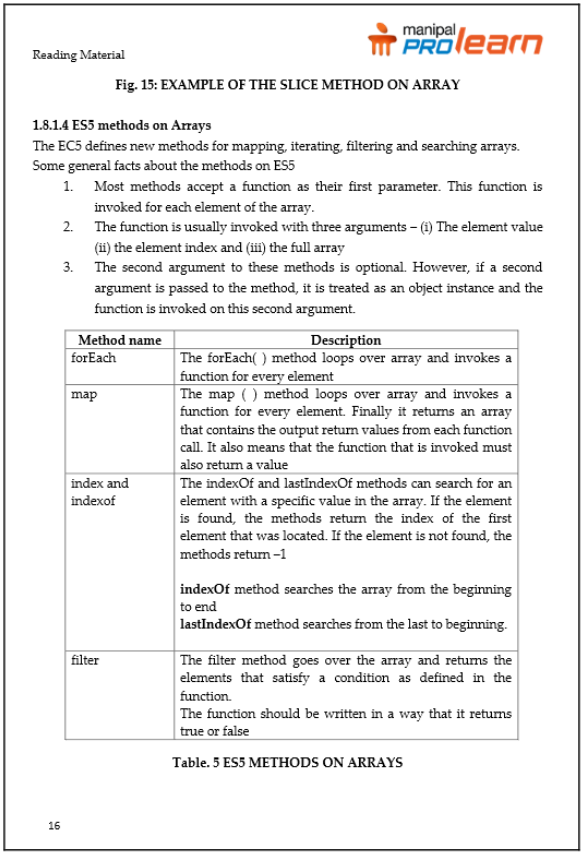 manipal
PROlearn
Reading Material
Fig. 15: EXAMPLE OF THE SLICE METHOD ON ARRAY
1.8.1.4 ES5 methods on Arrays
The EC5 defines new methods for mapping, iterating, filtering and searching arrays.
Some general facts about the methods on ES5
1. Most methods accept a function as their first parameter. This function is
invoked for each element of the array.
2. The function is usually invoked with three arguments – (i) The element value
(ii) the element index and (iii) the full array
3. The second argument to these methods is optional. However, if a second
argument is passed to the method, it is treated as an object instance and the
function is invoked on this second argument.
Method name Description
forEach The forEach( ) method loops over array and invokes a
function for every element
map The map ( ) method loops over array and invokes a
function for every element. Finally it returns an array
that contains the output return values from each function
call. It also means that the function that is invoked must
also return a value
index and The indexOf and lastIndexOf methods can search for an
indexof element with a specific value in the array. If the element
is found, the methods return the index of the first
element that was located. If the element is not found, the
methods return –1
indexOf method searches the array from the beginning
to end
lastIndexOf method searches from the last to beginning.
filter The filter method goes over the array and returns the
elements that satisfy a condition as defined in the
function.
The function should be written in a way that it returns
true or false
Table. 5 ES5 METHODS ON ARRAYS
16